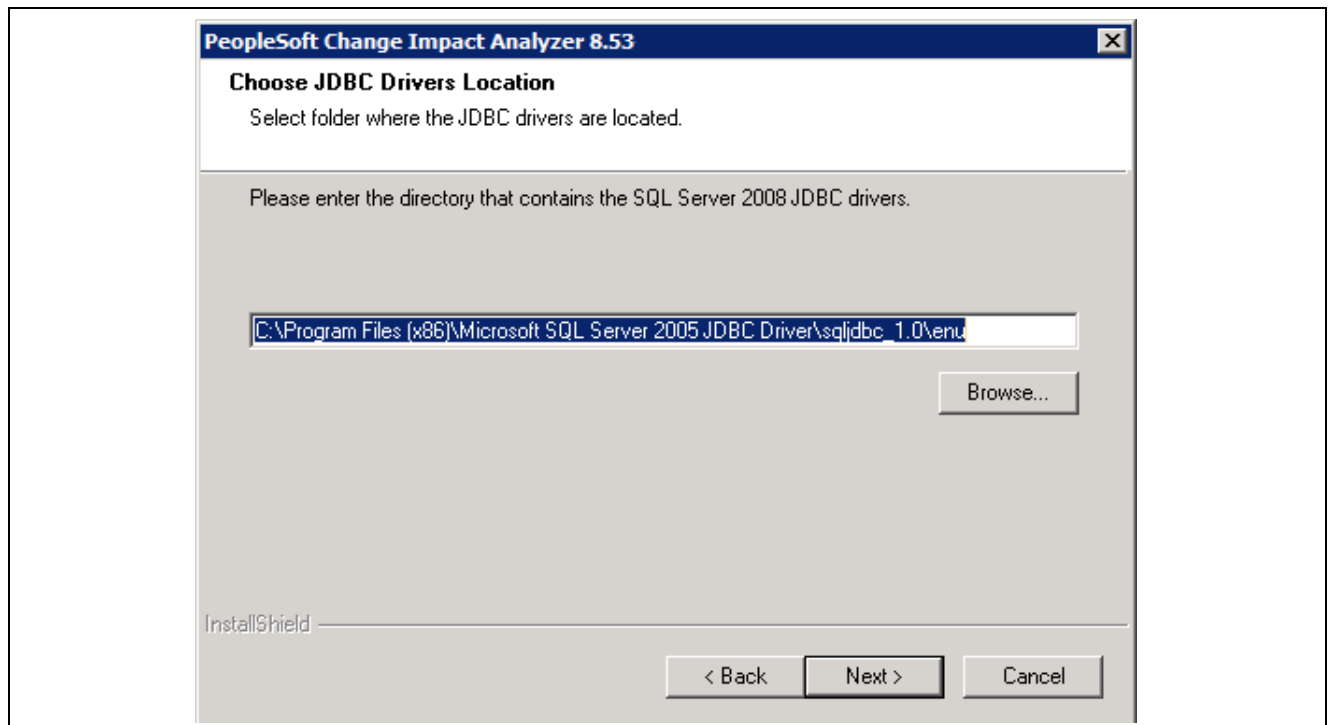 PeopleSoft Change Impact Analyzer 8.53
Choose JDBC Drivers Location
Select folder where the JDBC drivers are located.
Please enter the directory that contains the SQL Server 2008 JDBC drivers.
C:\Program Files (x86)\Microsoft SQL Server 2005 JDBC Driver\sqljdbc_1.0\enu
Browse...
InstallShield
< Back Next > Cancel